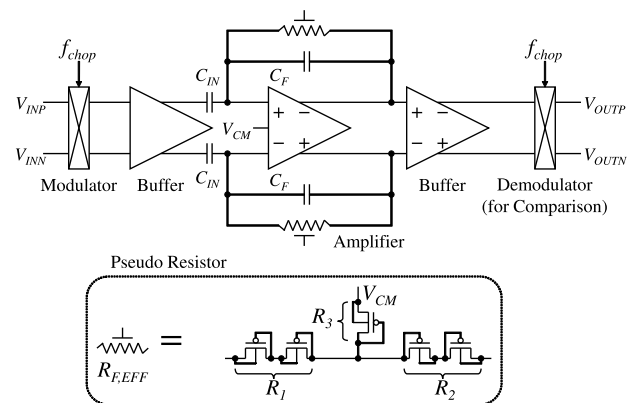 f_chop
f_chop
C_IN
C_F
V_INP
V_CM
+ −
− +
+ −
− +
V_OUTP
V_INN
V_OUTN
C_IN
C_F
Modulator
Buffer
Buffer
Demodulator
(for Comparison)
Amplifier
Pseudo Resistor
V_CM
R_3
=
R_F,EFF
R_1
R_2